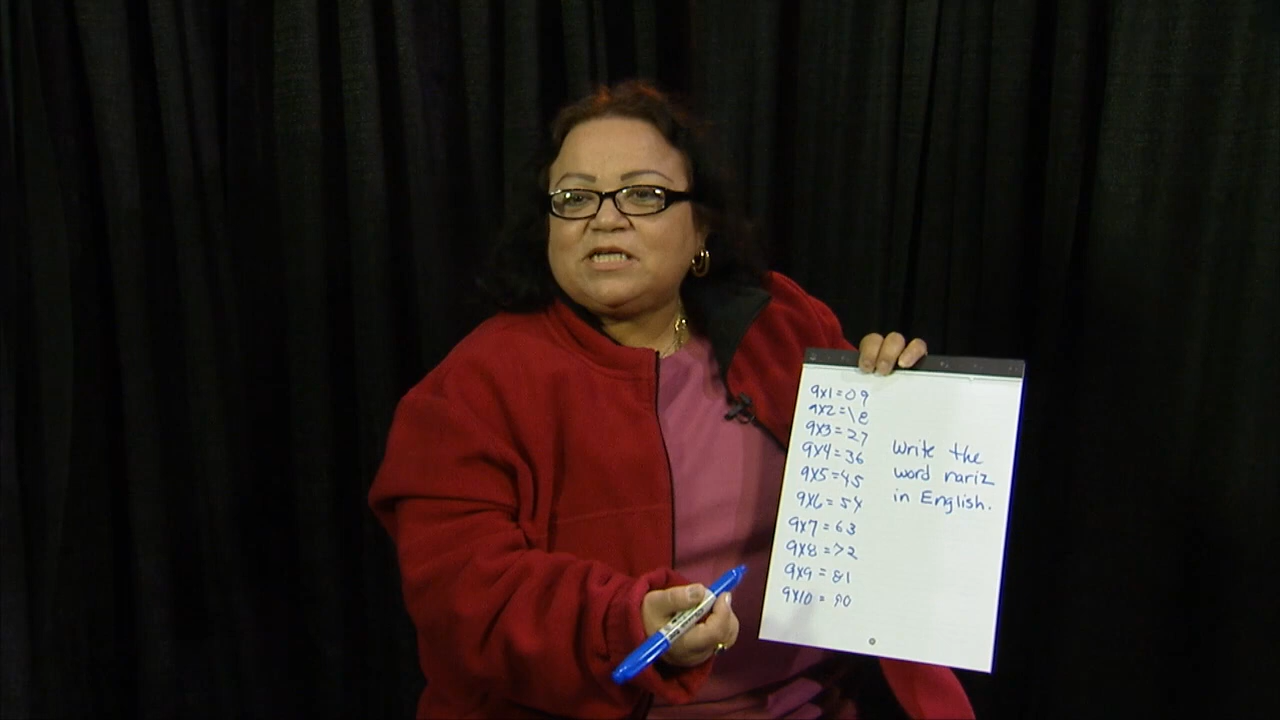 9x1=09
9x2=18
9x3=27
9x4=36
9x5=45
9x6=54
9x7=63
9x8=72
9x9=81
9x10=90
Write the
word nariz
in English.